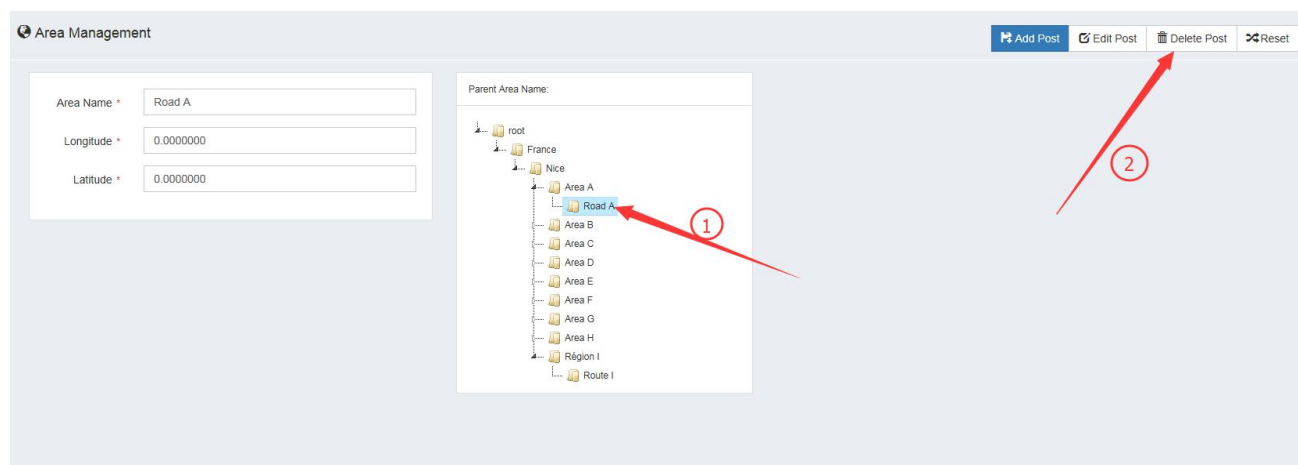 Area Management
Add Post Edit Post Delete Post Reset
Area Name * Road A
Longitude * 0.0000000
Latitude * 0.0000000
Parent Area Name:
root
France
Nice
Area A
Road A
Area B
Area C
Area D
Area E
Area F
Area G
Area H
Région I
Route I
1
2